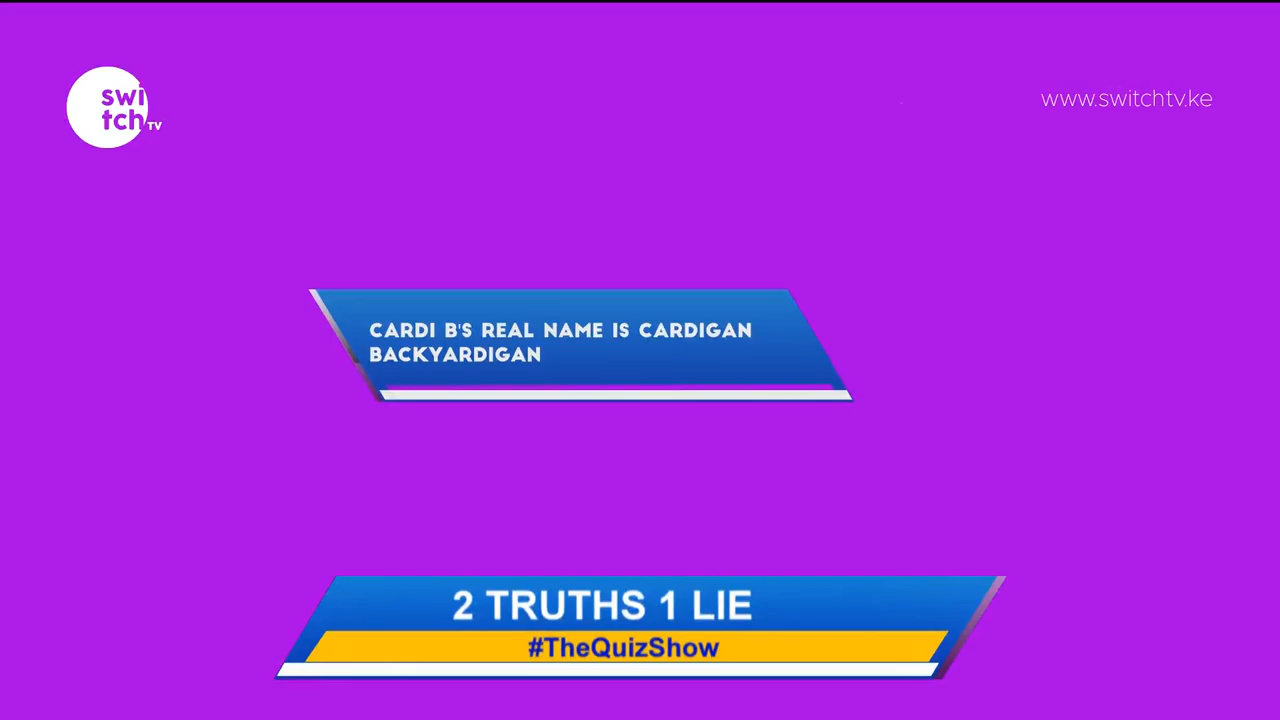 swi
tch TV
www.switchtv.ke
CARDI B'S REAL NAME IS CARDIGAN
BACKYARDIGAN
2 TRUTHS 1 LIE
#TheQuizShow